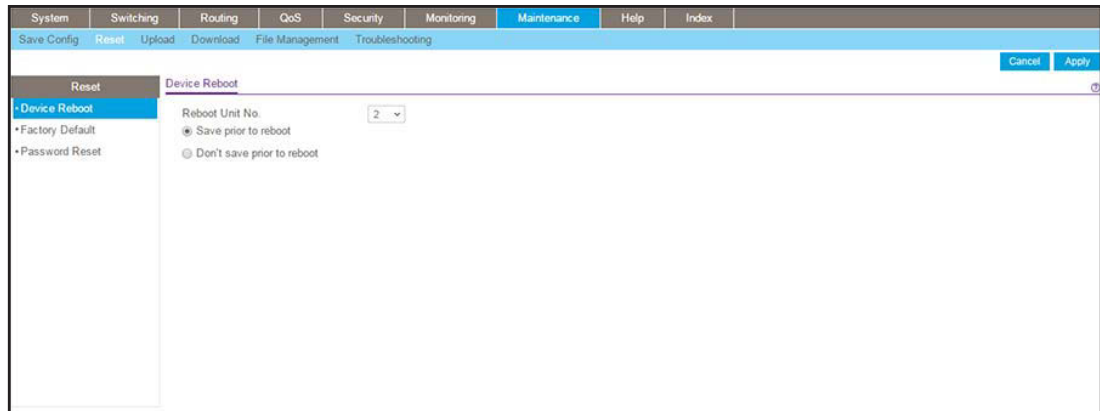 System Switching Routing QoS Security Monitoring Maintenance Help Index
Save Config Reset Upload Download File Management Troubleshooting
Cancel Apply
Reset
• Device Reboot
• Factory Default
• Password Reset
Device Reboot
Reboot Unit No. 2
Save prior to reboot
Don't save prior to reboot